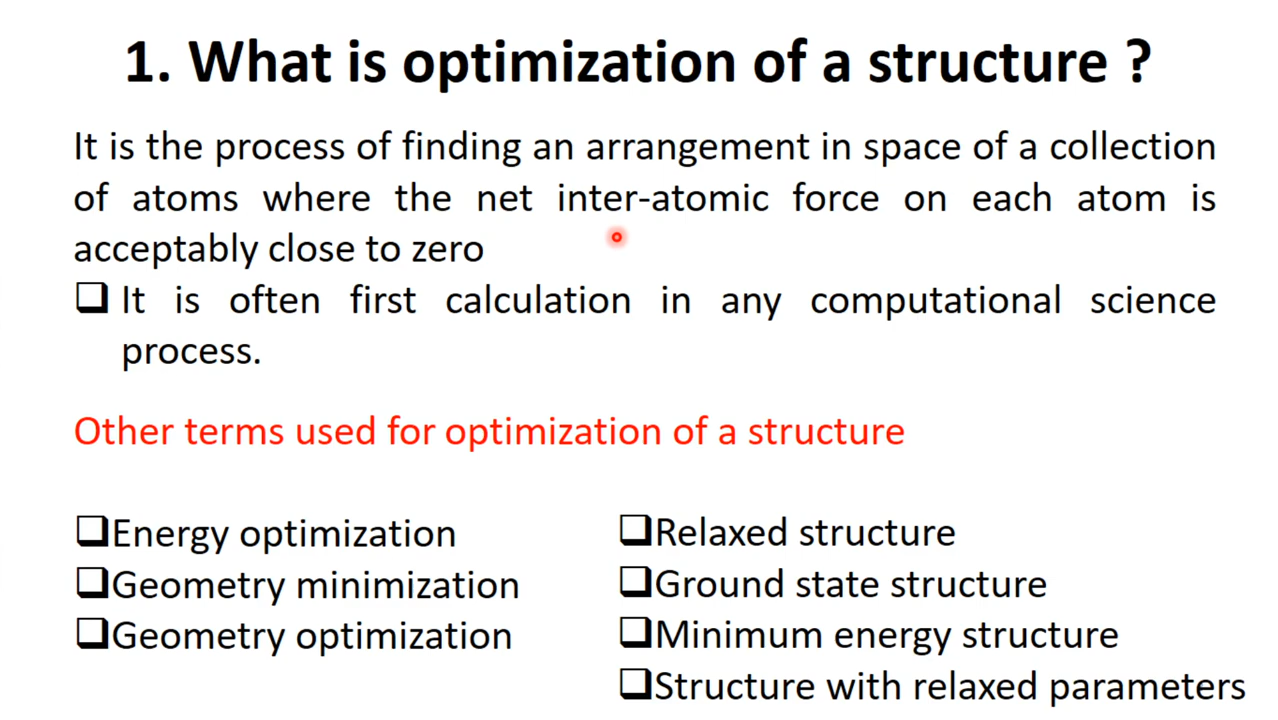 1. What is optimization of a structure ?
It is the process of finding an arrangement in space of a collection
of atoms where the net inter-atomic force on each atom is
acceptably close to zero
❑ It is often first calculation in any computational science
process.
Other terms used for optimization of a structure
❑Energy optimization
❑Geometry minimization
❑Geometry optimization
❑Relaxed structure
❑Ground state structure
❑Minimum energy structure
❑Structure with relaxed parameters